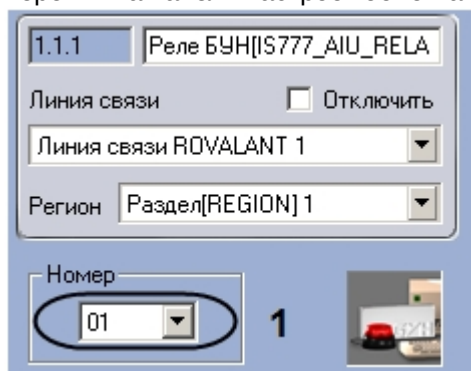 1.1.1 Реле БУН[IS777_AIU_RELA
Линия связи Отключить
Линия связи ROVALANT 1
Регион Раздел[REGION] 1
Номер
01 1
БУН